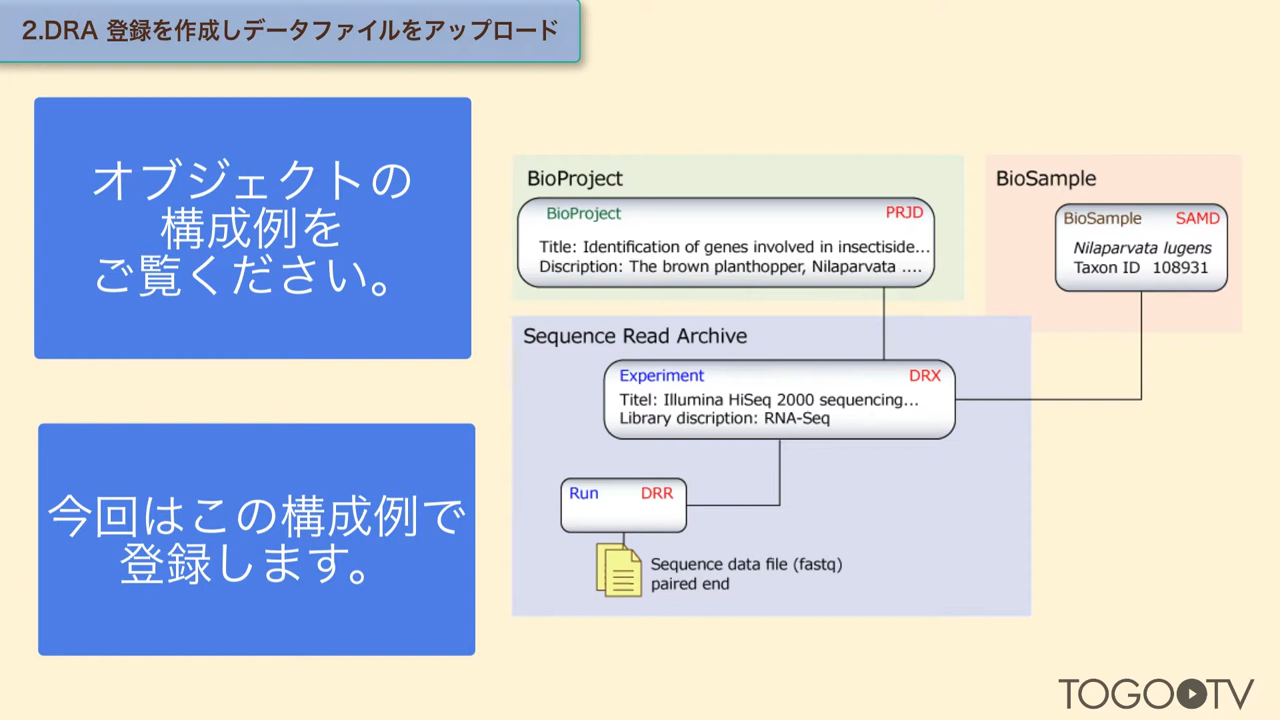 2.DRA 登録を作成しデータファイルをアップロード
オブジェクトの
構成例を
ご覧ください。
今回はこの構成例で
登録します。
BioProject
BioProject PRJD
Title: Identification of genes involved in insectiside...
Discription: The brown planthopper, Nilaparvata ....
BioSample
BioSample SAMD
Nilaparvata lugens
Taxon ID 108931
Sequence Read Archive
Experiment DRX
Titel: Illumina HiSeq 2000 sequencing...
Library discription: RNA-Seq
Run DRR
Sequence data file (fastq)
paired end
TOGO TV